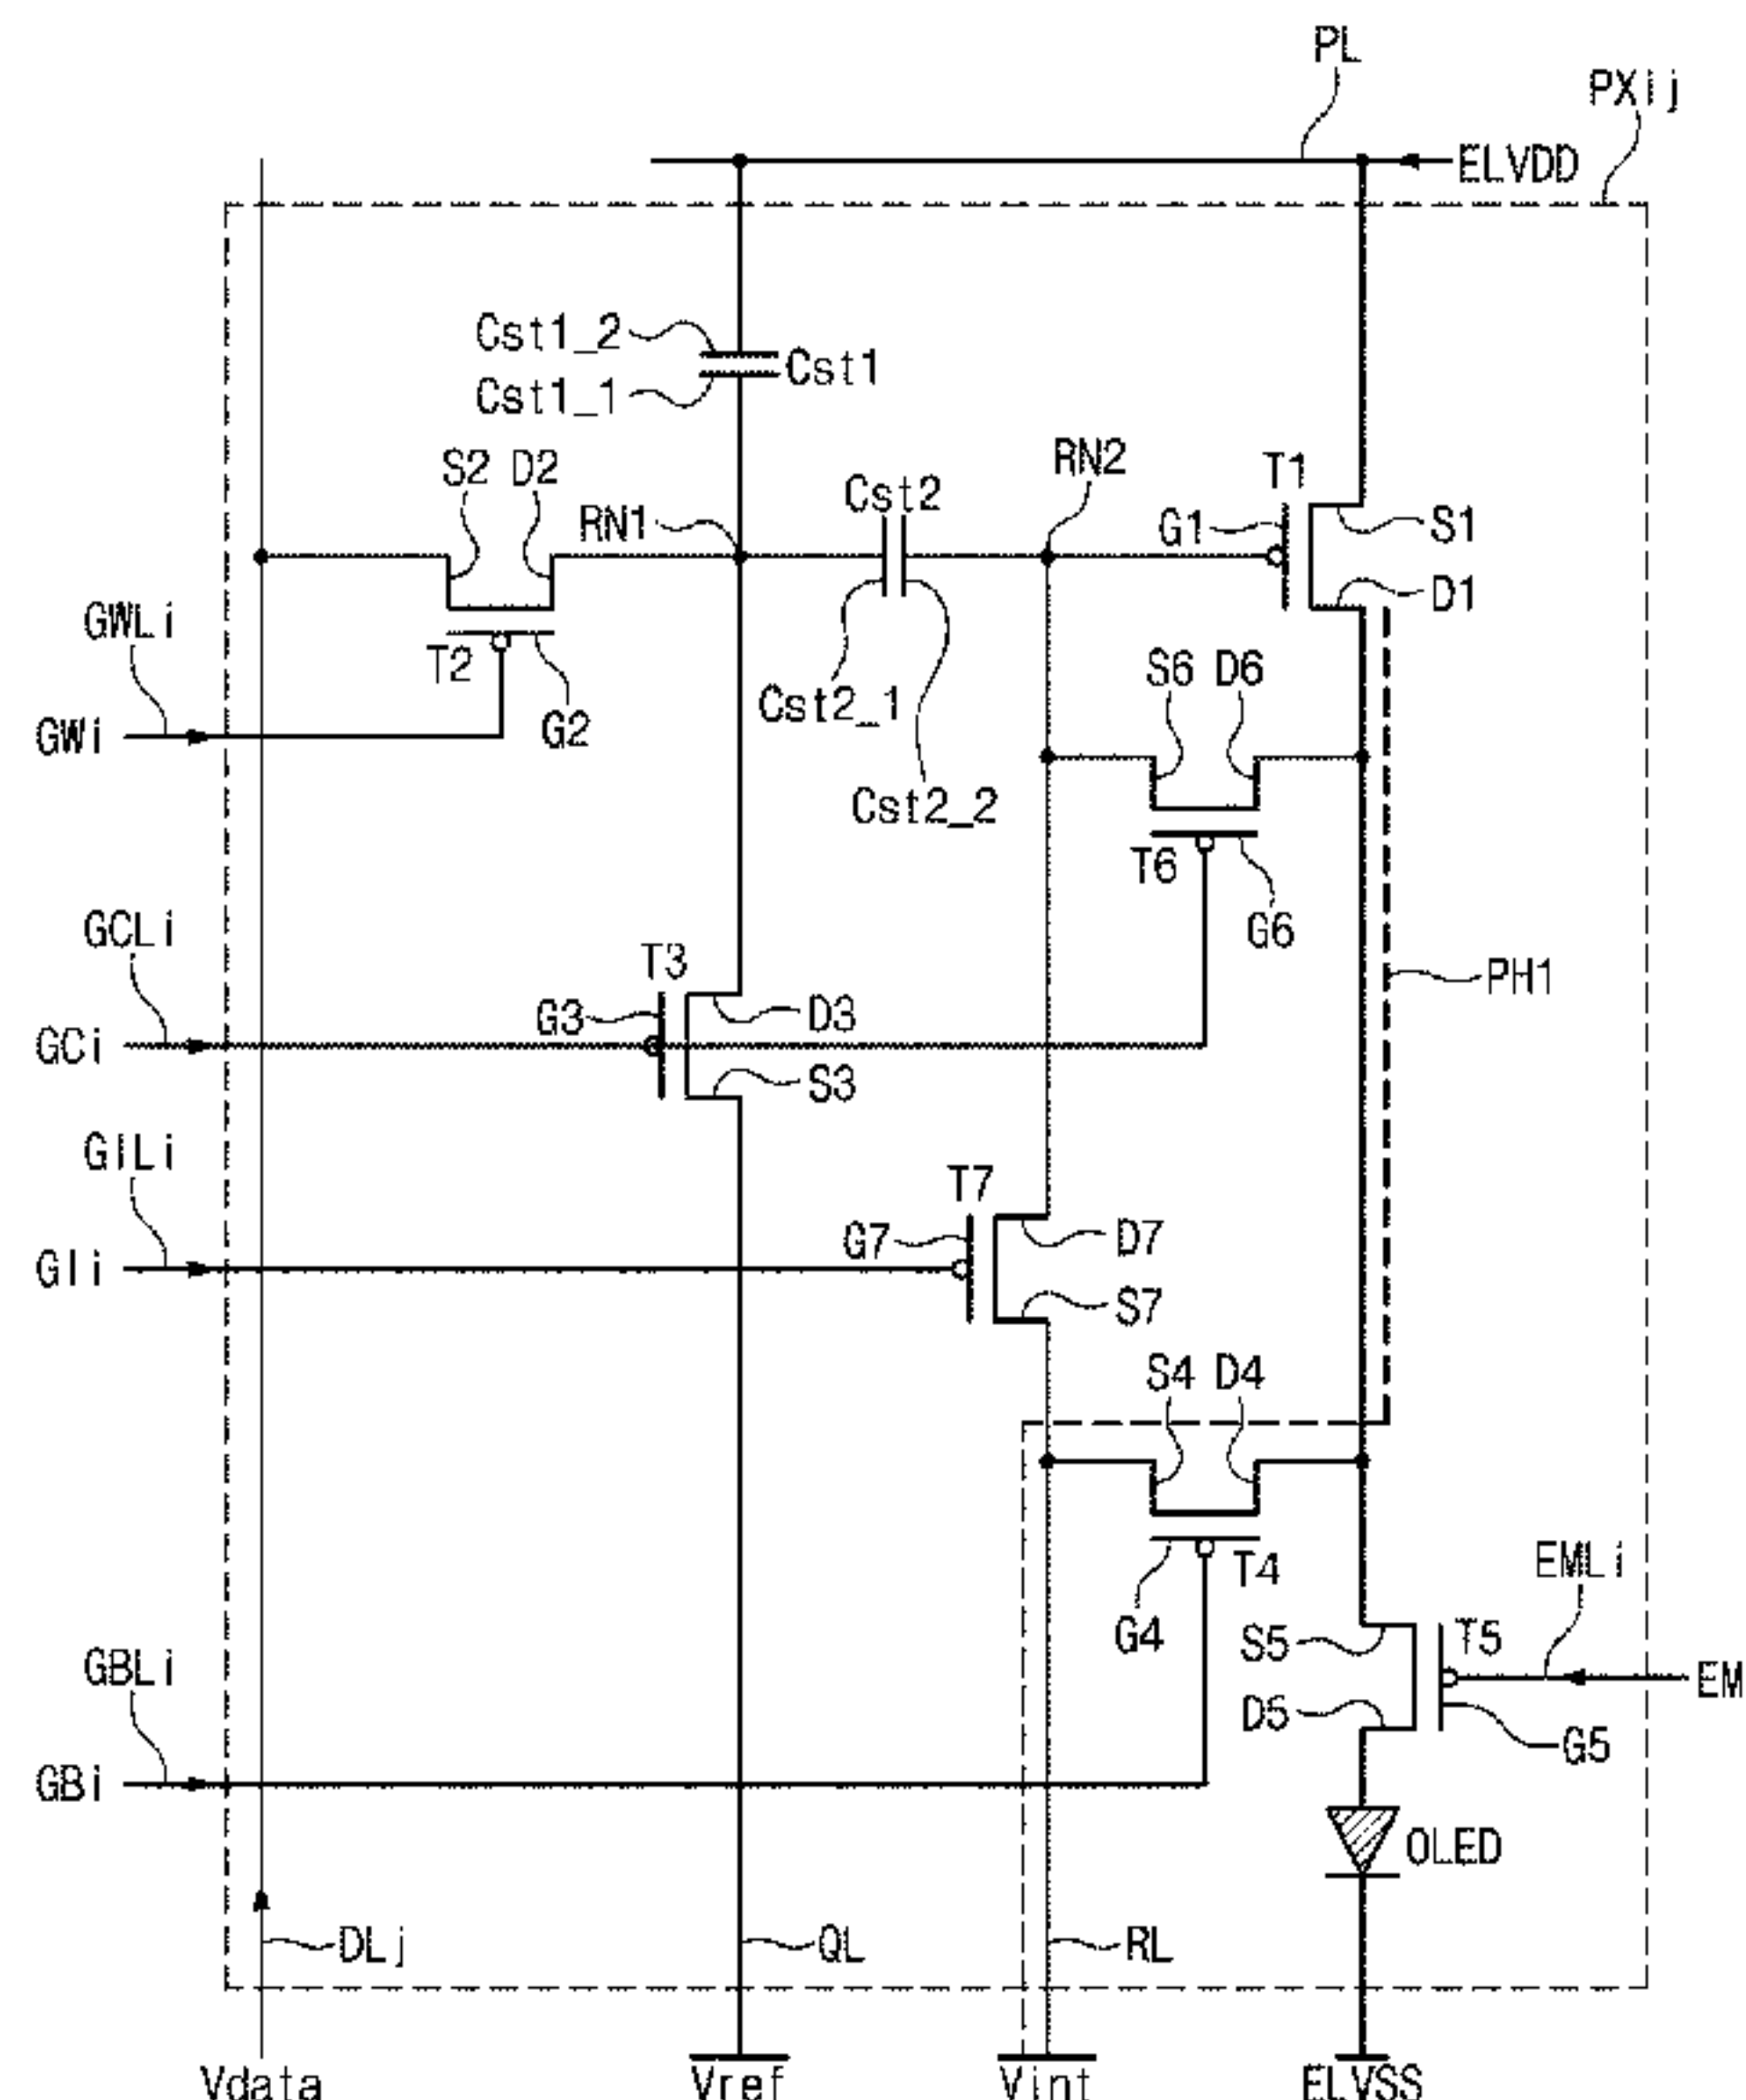 PL
PXij
ELVDD
Cst1_2
Cst1
Cst1_1
S2 D2
RN1
Cst2
RN2
T1
G1
S1
D1
GWLi
T2
G2
GWi
Cst2_1
Cst2_2
S6 D6
T6
G6
GCLi
T3
PH1
G3
D3
GCi
S3
GILi
T7
G7
D7
GIi
S7
S4 D4
T4
G4
EMLi
T5
S5
EM
D5
G5
GBLi
GBi
OLED
DLj
QL
RL
Vdata
Vref
Vint
ELVSS